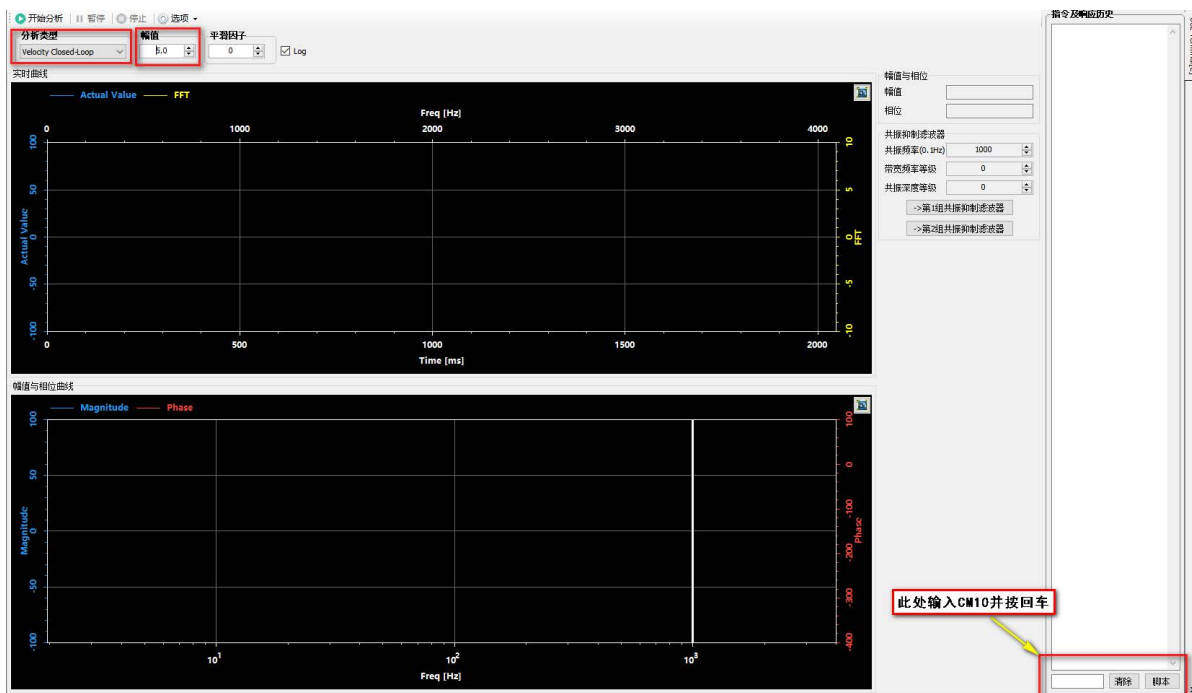 开始分析 暂停 停止 选项
分析类型 幅值 平滑因子
Velocity Closed-Loop 5.0 0 Log
实时曲线
Actual Value FFT
Freq [Hz]
0 1000 2000 3000 4000
100 50 0 -50 -100
Actual Value
10 5 0 -5 -10
FFT
0 500 1000 1500 2000
Time [ms]
幅值与相位曲线
Magnitude Phase
100 50 0 -50 -100
Magnitude
100 0 -100 -200 -300 -400
Phase
10¹ 10² 10³
Freq [Hz]
幅值与相位
幅值
相位
共振抑制滤波器
共振频率(0.1Hz) 1000
带宽频率等级 0
共振深度等级 0
->第1组共振抑制滤波器
->第2组共振抑制滤波器
指令及响应历史
此处输入CM10并按回车
清除 脚本